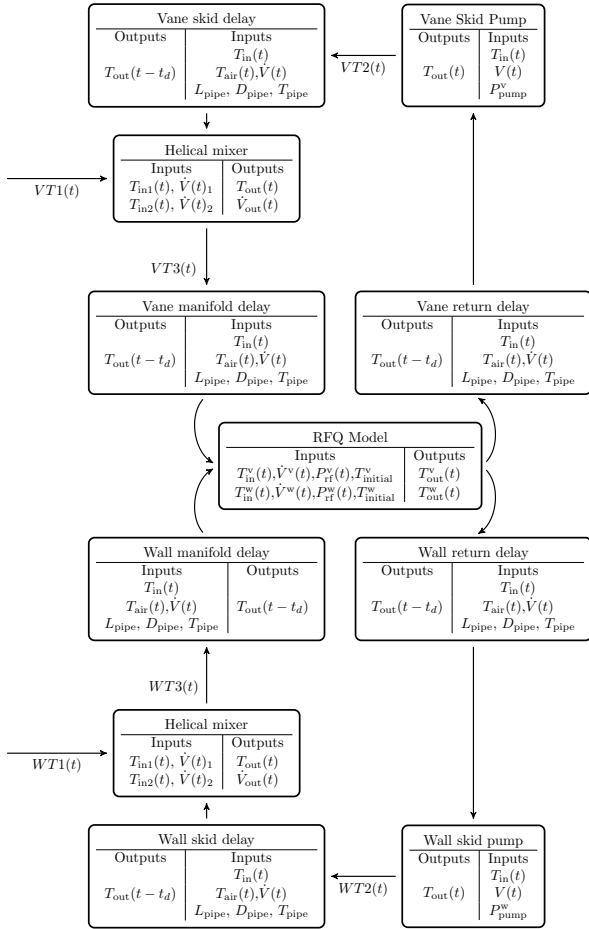 Vane skid delay
Outputs Inputs
T_in(t)
T_out(t − t_d) T_air(t),V̇(t)
L_pipe, D_pipe, T_pipe
VT2(t)
Vane Skid Pump
Outputs Inputs
T_in(t)
T_out(t) V(t)
P^v_pump
Helical mixer
Inputs Outputs
T_in1(t), V̇(t)_1 T_out(t)
T_in2(t), V̇(t)_2 V̇_out(t)
VT1(t)
VT3(t)
Vane manifold delay
Outputs Inputs
T_in(t)
T_out(t − t_d) T_air(t),V̇(t)
L_pipe, D_pipe, T_pipe
Vane return delay
Outputs Inputs
T_in(t)
T_out(t − t_d) T_air(t),V̇(t)
L_pipe, D_pipe, T_pipe
RFQ Model
Inputs Outputs
T^v_in(t),V̇^v(t),P^v_rf(t),T^v_initial T^v_out(t)
T^w_in(t),V̇^w(t),P^w_rf(t),T^w_initial T^w_out(t)
Wall manifold delay
Inputs Outputs
T_in(t)
T_air(t),V̇(t) T_out(t − t_d)
L_pipe, D_pipe, T_pipe
Wall return delay
Outputs Inputs
T_in(t)
T_out(t − t_d) T_air(t),V̇(t)
L_pipe, D_pipe, T_pipe
WT3(t)
Helical mixer
Inputs Outputs
T_in1(t), V̇(t)_1 T_out(t)
T_in2(t), V̇(t)_2 V̇_out(t)
WT1(t)
Wall skid delay
Outputs Inputs
T_in(t)
T_out(t − t_d) T_air(t),V̇(t)
L_pipe, D_pipe, T_pipe
WT2(t)
Wall skid pump
Outputs Inputs
T_in(t)
T_out(t) V(t)
P^w_pump